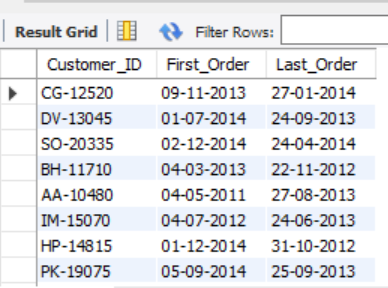 Result Grid Filter Rows:
Customer_ID First_Order Last_Order
CG-12520 09-11-2013 27-01-2014
DV-13045 01-07-2014 24-09-2013
SO-20335 02-12-2014 24-04-2014
BH-11710 04-03-2013 22-11-2012
AA-10480 04-05-2011 27-08-2013
IM-15070 04-07-2012 24-06-2013
HP-14815 01-12-2014 31-10-2012
PK-19075 05-09-2014 25-09-2013